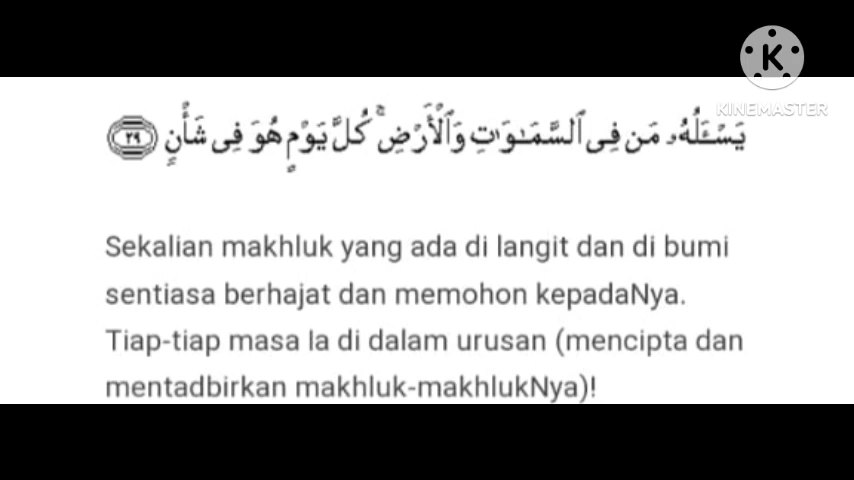 KINEMASTER
يَسْـَٔلُهُۥ مَن فِى ٱلسَّمَـٰوَٰتِ وَٱلْأَرْضِ ۚ كُلَّ يَوْمٍ هُوَ فِى شَأْنٍ ٢٩
Sekalian makhluk yang ada di langit dan di bumi
sentiasa berhajat dan memohon kepadaNya.
Tiap-tiap masa Ia di dalam urusan (mencipta dan
mentadbirkan makhluk-makhlukNya)!